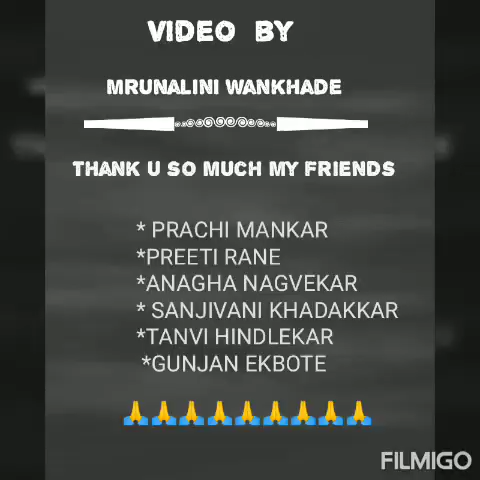 VIDEO BY
MRUNALINI WANKHADE
THANK U SO MUCH MY FRIENDS
* PRACHI MANKAR
*PREETI RANE
*ANAGHA NAGVEKAR
* SANJIVANI KHADAKKAR
*TANVI HINDLEKAR
*GUNJAN EKBOTE
🙏🙏🙏🙏🙏🙏🙏🙏🙏
FILMIGO